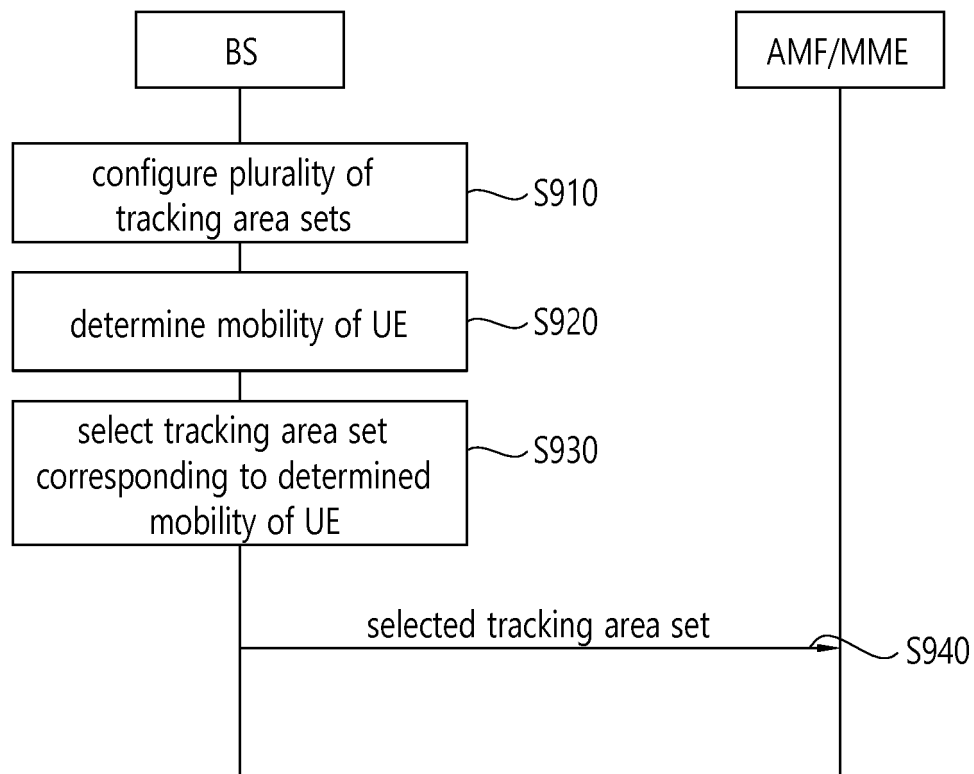 BS
AMF/MME
configure plurality of
tracking area sets
S910
determine mobility of UE
S920
select tracking area set
corresponding to determined
mobility of UE
S930
selected tracking area set
S940